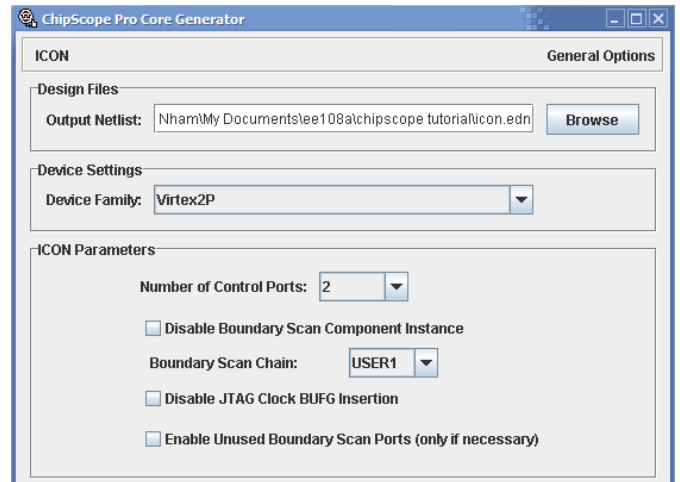 ChipScope Pro Core Generator
ICON General Options
Design Files
Output Netlist: Nham\My Documents\ee108a\chipscope tutorial\icon.edn Browse
Device Settings
Device Family: Virtex2P
ICON Parameters
Number of Control Ports: 2
Disable Boundary Scan Component Instance
Boundary Scan Chain: USER1
Disable JTAG Clock BUFG Insertion
Enable Unused Boundary Scan Ports (only if necessary)